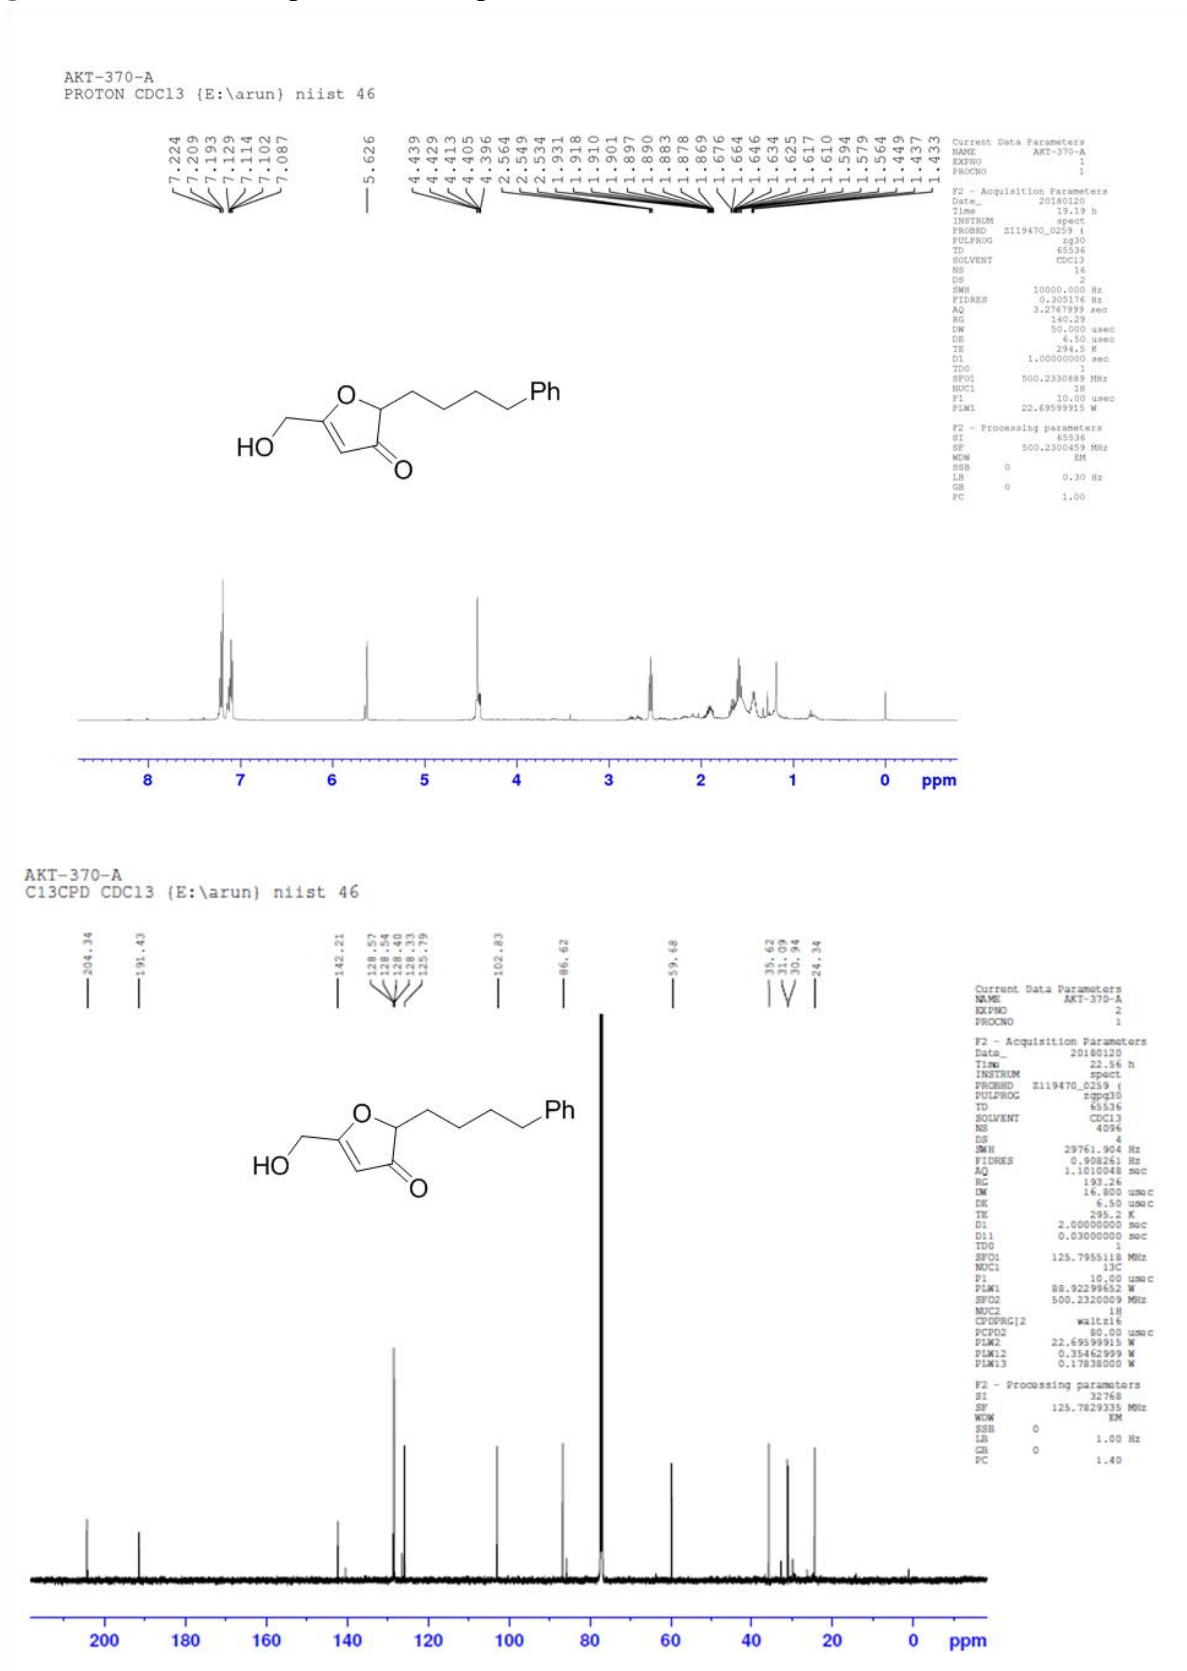 AKT-370-A
PROTON CDCl3 {E:\arun} niist 46
7.224
7.209
7.193
7.129
7.114
7.102
7.087
5.626
4.439
4.429
4.413
4.405
4.396
2.564
2.549
2.534
1.931
1.918
1.910
1.901
1.897
1.890
1.883
1.878
1.869
1.676
1.664
1.646
1.634
1.625
1.617
1.610
1.594
1.579
1.564
1.449
1.437
1.433
Current Data Parameters
NAME AKT-370-A
EXPNO 1
PROCNO 1
F2 - Acquisition Parameters
Date_ 20180120
Time 19.19 h
INSTRUM spect
PROBHD Z119470_0259 (
PULPROG zg30
TD 65536
SOLVENT CDCl3
NS 16
DS 2
SWH 10000.000 Hz
FIDRES 0.305176 Hz
AQ 3.2767999 sec
RG 140.29
DW 50.000 usec
DE 6.50 usec
TE 294.5 K
D1 1.00000000 sec
TD0 1
SFO1 500.2330889 MHz
NUC1 1H
P1 10.00 usec
PLW1 22.69599915 W
F2 - Processing parameters
SI 65536
SF 500.2300459 MHz
WDW EM
SSB 0
LB 0.30 Hz
GB 0
PC 1.00
O
Ph
HO
O
8 7 6 5 4 3 2 1 0 ppm
AKT-370-A
C13CPD CDCl3 {E:\arun} niist 46
204.34
191.43
142.21
128.57
128.54
128.40
128.33
125.79
102.83
86.62
59.68
35.62
31.09
30.94
24.34
Current Data Parameters
NAME AKT-370-A
EXPNO 2
PROCNO 1
F2 - Acquisition Parameters
Date_ 20180120
Time 22.56 h
INSTRUM spect
PROBHD Z119470_0259 (
PULPROG zgpg30
TD 65536
SOLVENT CDCl3
NS 4096
DS 4
SWH 29761.904 Hz
FIDRES 0.908261 Hz
AQ 1.1010048 sec
RG 193.26
DW 16.800 usec
DE 6.50 usec
TE 295.2 K
D1 2.00000000 sec
D11 0.03000000 sec
TD0 1
SFO1 125.7955118 MHz
NUC1 13C
P1 10.00 usec
PLW1 88.92299652 W
SFO2 500.2320009 MHz
NUC2 1H
CPDPRG[2 waltz16
PCPD2 80.00 usec
PLW2 22.69599915 W
PLW12 0.35462999 W
PLW13 0.17838000 W
F2 - Processing parameters
SI 32768
SF 125.7829335 MHz
WDW EM
SSB 0
LB 1.00 Hz
GB 0
PC 1.40
O
Ph
HO
O
200 180 160 140 120 100 80 60 40 20 0 ppm